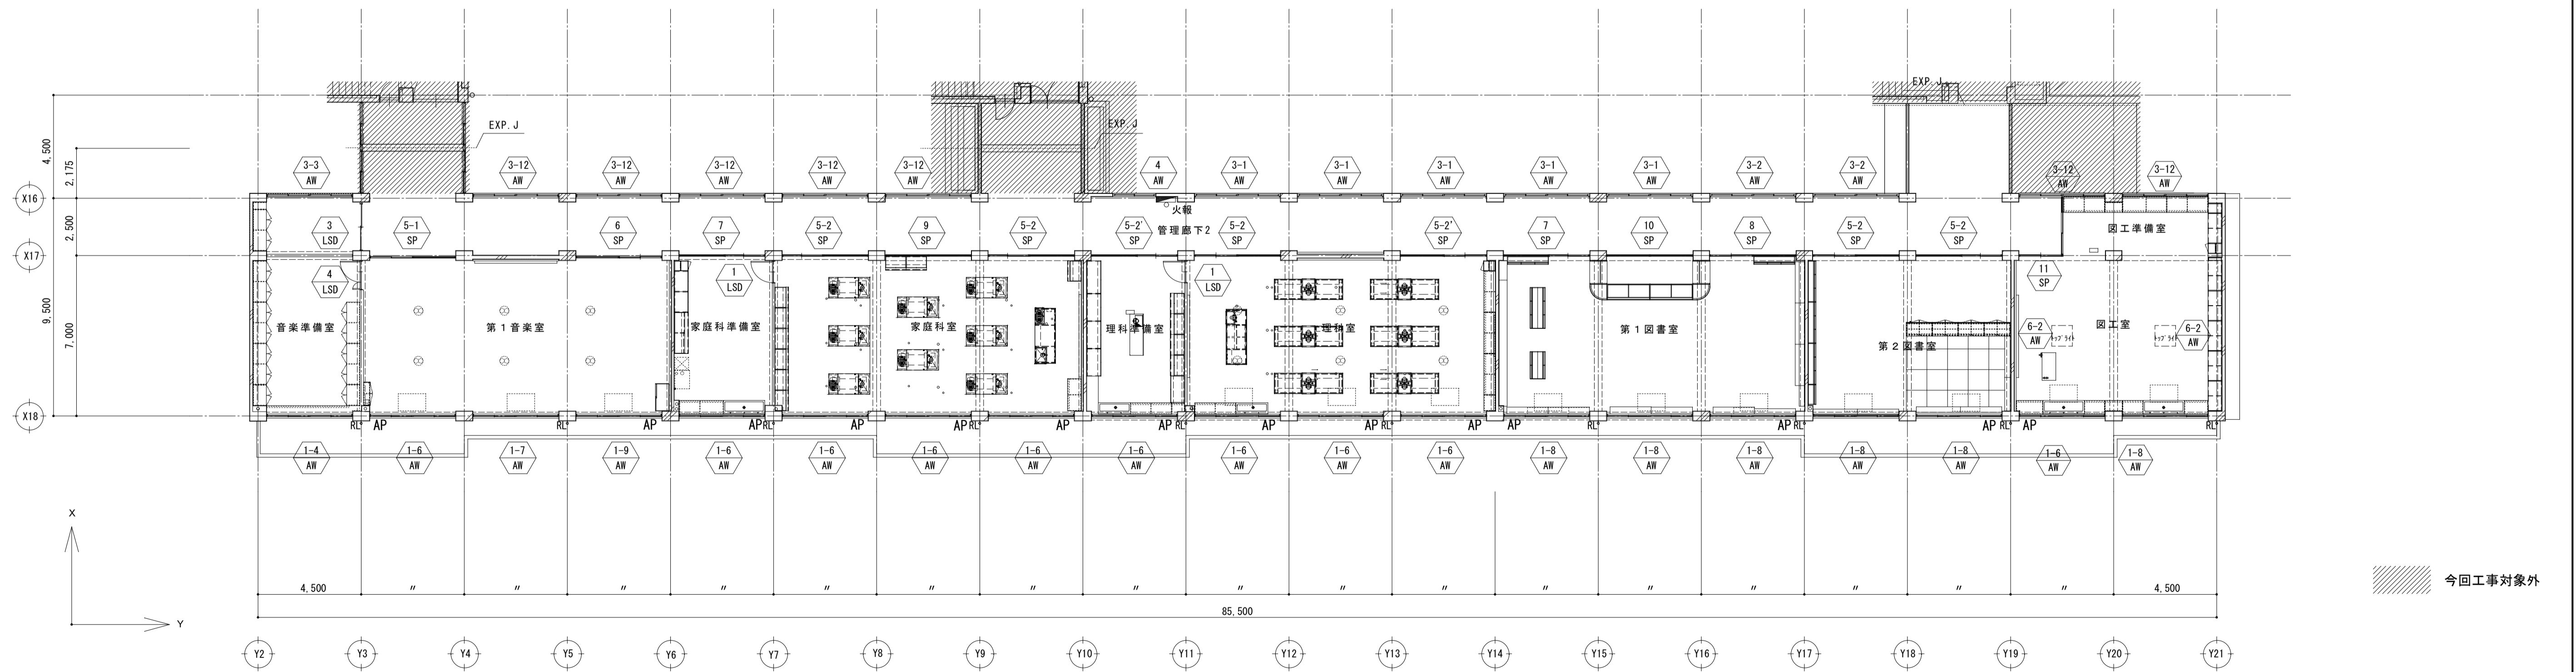 EXP. J
EXP. J
EXP. J
4,500
2,175
2,500
9,500
7,000
3-3
AW
3-12
AW
3-12
AW
3-12
AW
3-12
AW
3-12
AW
4
AW
3-1
AW
3-1
AW
3-1
AW
3-1
AW
3-1
AW
3-2
AW
3-2
AW
3-12
AW
3-12
AW
X16
火報
管理廊下2
3
LSD
5-1
SP
6
SP
7
SP
5-2
SP
9
SP
5-2
SP
5-2'
SP
5-2
SP
5-2'
SP
7
SP
10
SP
8
SP
5-2
SP
5-2
SP
図工準備室
X17
4
LSD
1
LSD
1
LSD
11
SP
音楽準備室
第1音楽室
家庭科準備室
家庭科室
理科準備室
理科室
第1図書室
第2図書室
図工室
6-2
AW
トップライト
トップライト
6-2
AW
X18
RL
AP
RL
AP
AP
RL
AP
AP
RL
AP
AP
RL
AP
AP
RL
AP
AP
RL
AP
RL
AP
RL
AP
RL
1-4
AW
1-6
AW
1-7
AW
1-9
AW
1-6
AW
1-6
AW
1-6
AW
1-6
AW
1-6
AW
1-6
AW
1-6
AW
1-6
AW
1-8
AW
1-8
AW
1-8
AW
1-8
AW
1-8
AW
1-6
AW
1-8
AW
X
Y
4,500 〃 〃 〃 〃 〃 〃 〃 〃 〃 〃 〃 〃 〃 〃 〃 〃 〃 4,500
85,500
今回工事対象外
Y2 Y3 Y4 Y5 Y6 Y7 Y8 Y9 Y10 Y11 Y12 Y13 Y14 Y15 Y16 Y17 Y18 Y19 Y20 Y21